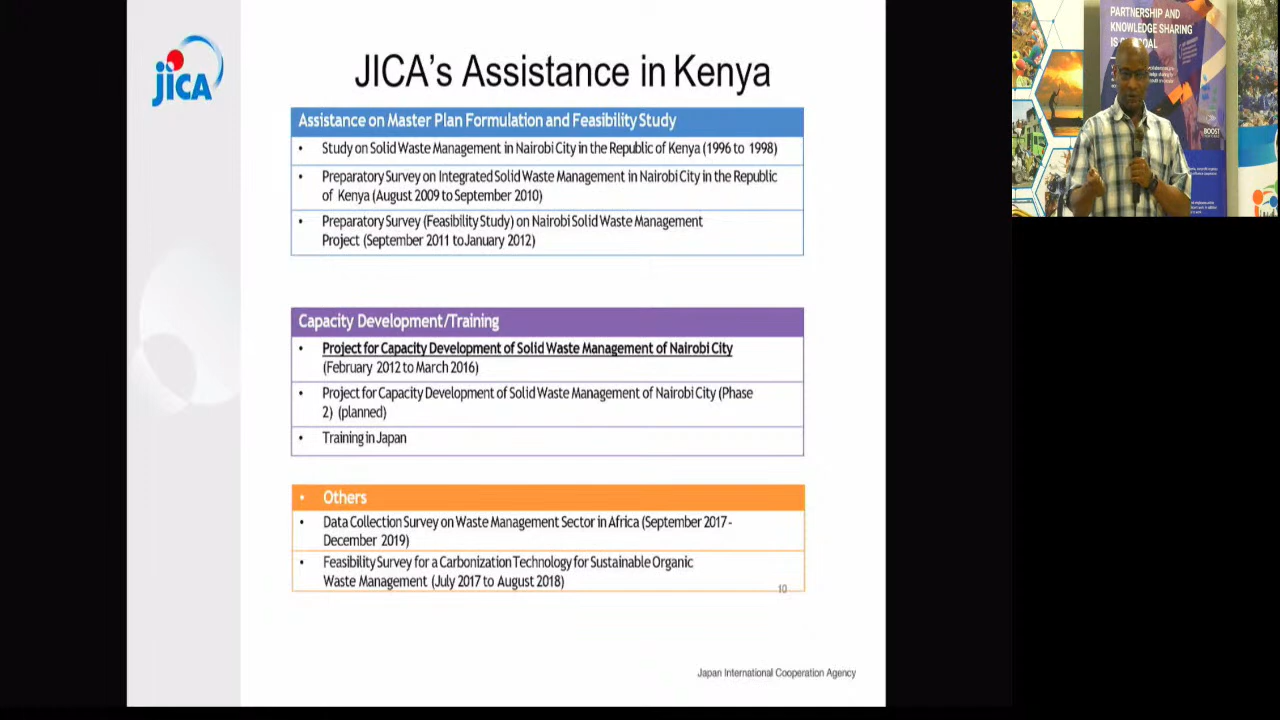 JICA
JICA's Assistance in Kenya
Assistance on Master Plan Formulation and Feasibility Study
• Study on Solid Waste Management in Nairobi City in the Republic of Kenya (1996 to 1998)
• Preparatory Survey on Integrated Solid Waste Management in Nairobi City in the Republic
of Kenya (August 2009 to September 2010)
• Preparatory Survey (Feasibility Study) on Nairobi Solid Waste Management
Project (September 2011 toJanuary 2012)
Capacity Development/Training
• Project for Capacity Development of Solid Waste Management of Nairobi City
(February 2012 to March 2016)
• Project for Capacity Development of Solid Waste Management of Nairobi City (Phase
2) (planned)
• Training in Japan
• Others
• Data Collection Survey on Waste Management Sector in Africa (September 2017-
December 2019)
• Feasibility Survey for a Carbonization Technology for Sustainable Organic
Waste Management (July 2017 to August 2018)
10
Japan International Cooperation Agency
PARTNERSHIP AND
KNOWLEDGE SHARING
IS
BOOST